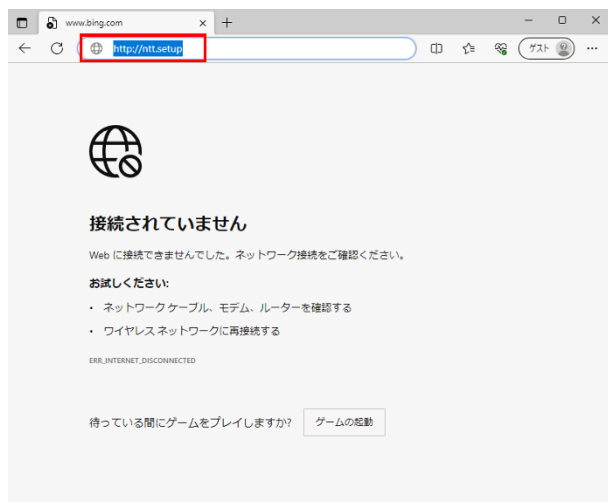 www.bing.com
http://ntt.setup
ゲスト
接続されていません
Web に接続できませんでした。ネットワーク接続をご確認ください。
お試しください:
• ネットワーク ケーブル、モデム、ルーターを確認する
• ワイヤレス ネットワークに再接続する
ERR_INTERNET_DISCONNECTED
待っている間にゲームをプレイしますか? ゲームの起動